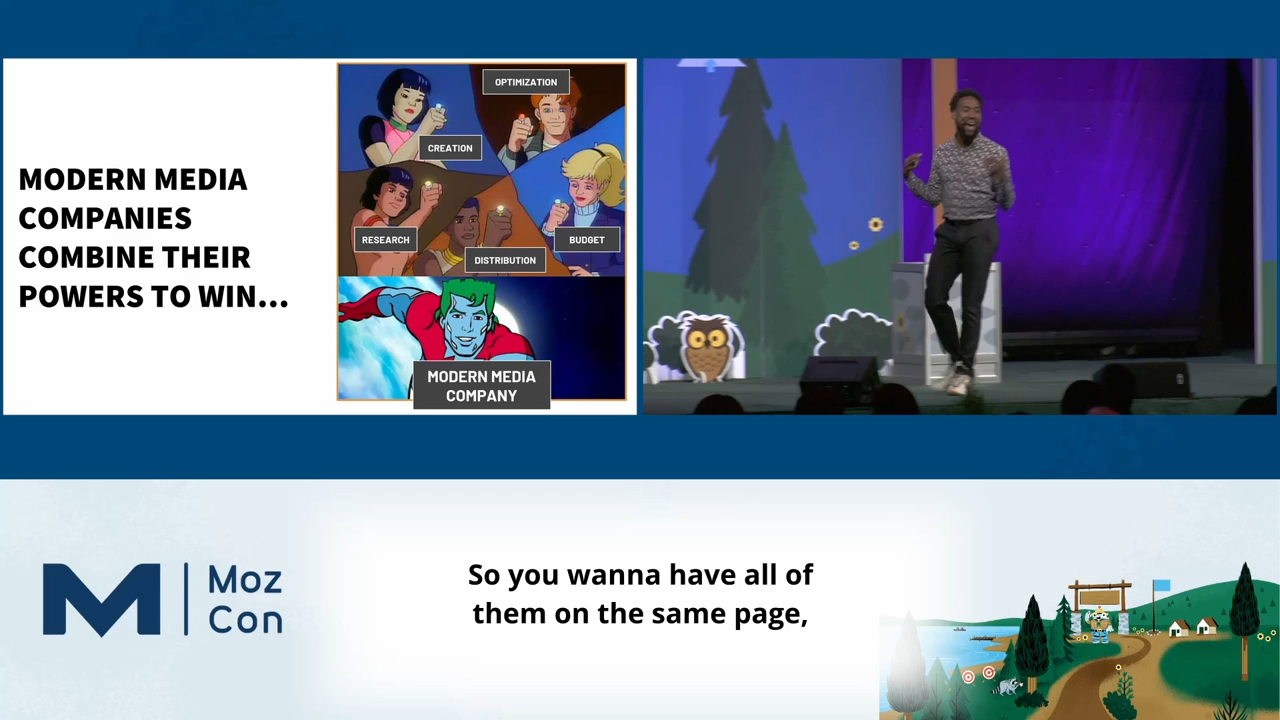 MODERN MEDIA
COMPANIES
COMBINE THEIR
POWERS TO WIN...
OPTIMIZATION
CREATION
RESEARCH
DISTRIBUTION
BUDGET
MODERN MEDIA
COMPANY
Moz
Con
So you wanna have all of
them on the same page,